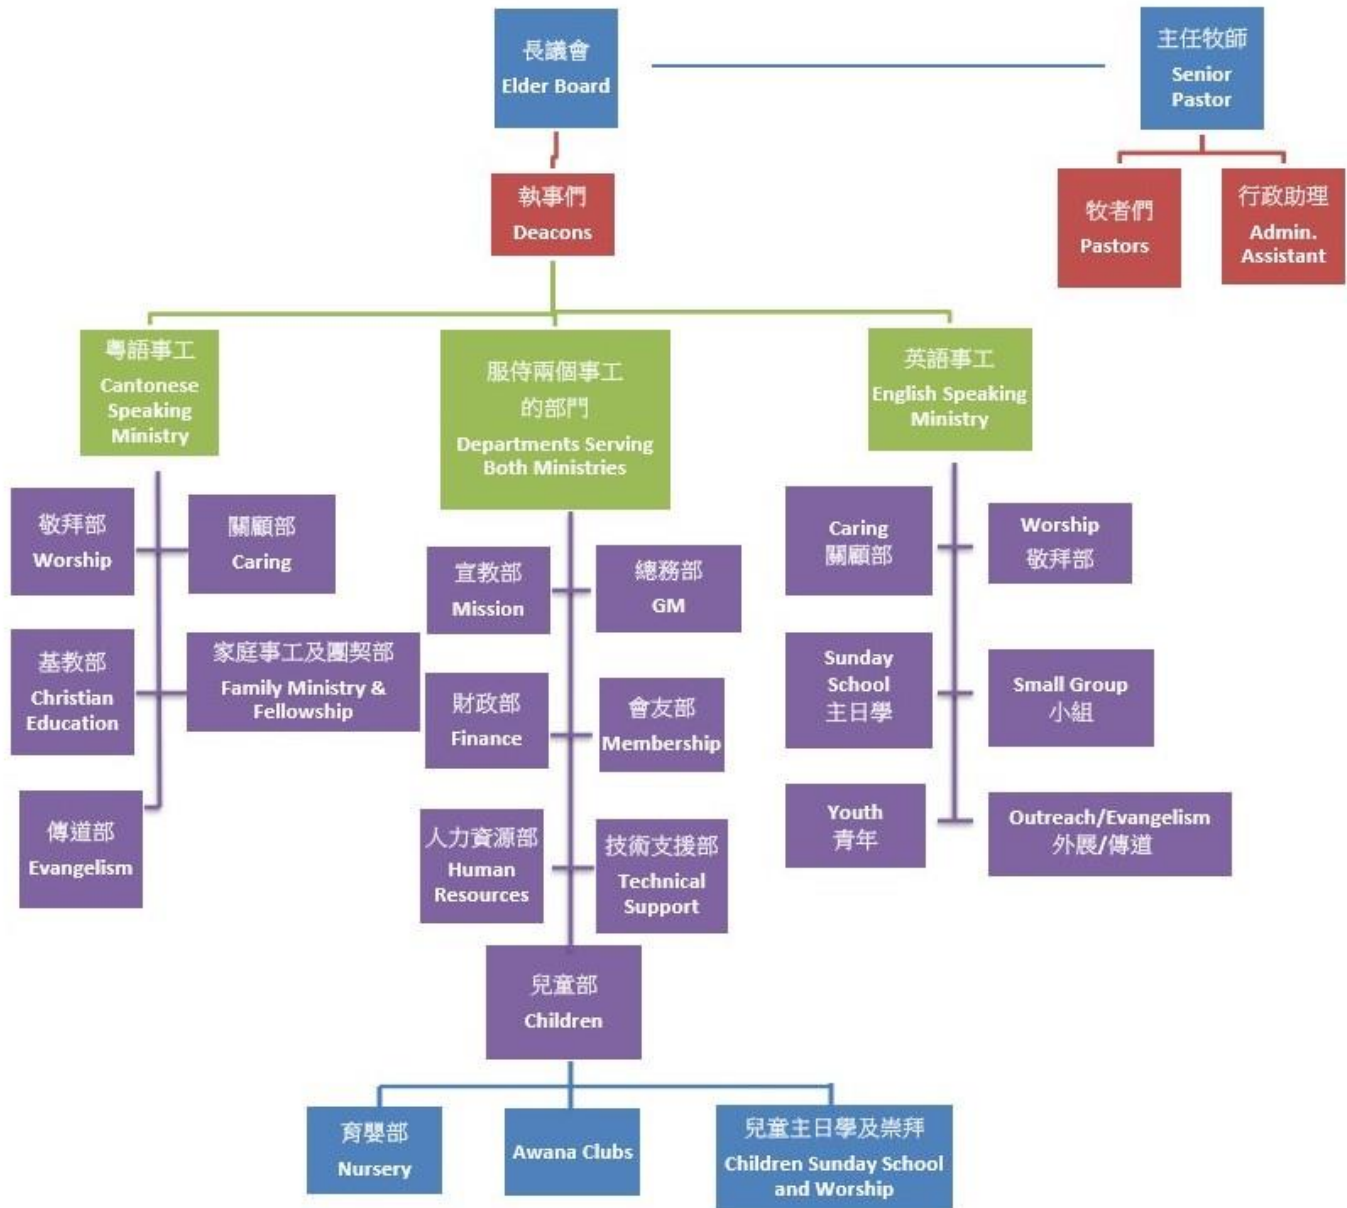 長議會
Elder Board
主任牧師
Senior
Pastor
執事們
Deacons
牧者們
Pastors
行政助理
Admin.
Assistant
粵語事工
Cantonese
Speaking
Ministry
服侍兩個事工
的部門
Departments Serving
Both Ministries
英語事工
English Speaking
Ministry
敬拜部
Worship
關顧部
Caring
基教部
Christian
Education
家庭事工及團契部
Family Ministry &
Fellowship
傳道部
Evangelism
宣教部
Mission
總務部
GM
財政部
Finance
會友部
Membership
人力資源部
Human
Resources
技術支援部
Technical
Support
Caring
關顧部
Worship
敬拜部
Sunday
School
主日學
Small Group
小組
Youth
青年
Outreach/Evangelism
外展/傳道
兒童部
Children
育嬰部
Nursery
Awana Clubs
兒童主日學及崇拜
Children Sunday School
and Worship